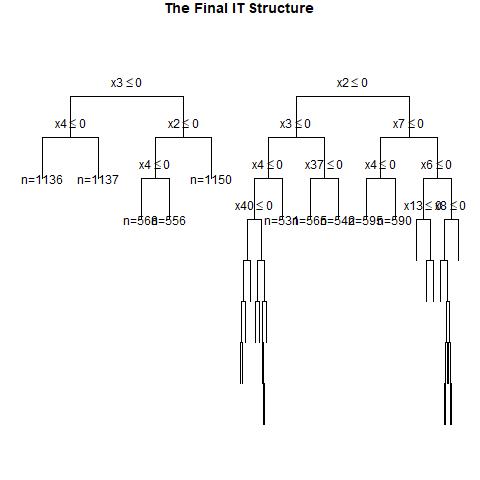 The Final IT Structure
x3 ≤ 0 x2 ≤ 0
x4 ≤ 0 x2 ≤ 0 x3 ≤ 0 x7 ≤ 0
x4 ≤ 0 x4 ≤ 0 x37 ≤ 0 x4 ≤ 0 x6 ≤ 0
n=1136 n=1137 n=1150
x40 ≤ 0 x13 ≤ 0 x8 ≤ 0
n=568 n=556 n=531 n=565 n=542 n=595 n=590